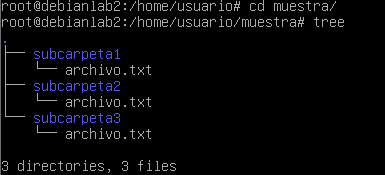 root@debianlab2:/home/usuario# cd muestra/
root@debianlab2:/home/usuario/muestra# tree
.
├── subcarpeta1
│   └── archivo.txt
├── subcarpeta2
│   └── archivo.txt
└── subcarpeta3
    └── archivo.txt
3 directories, 3 files